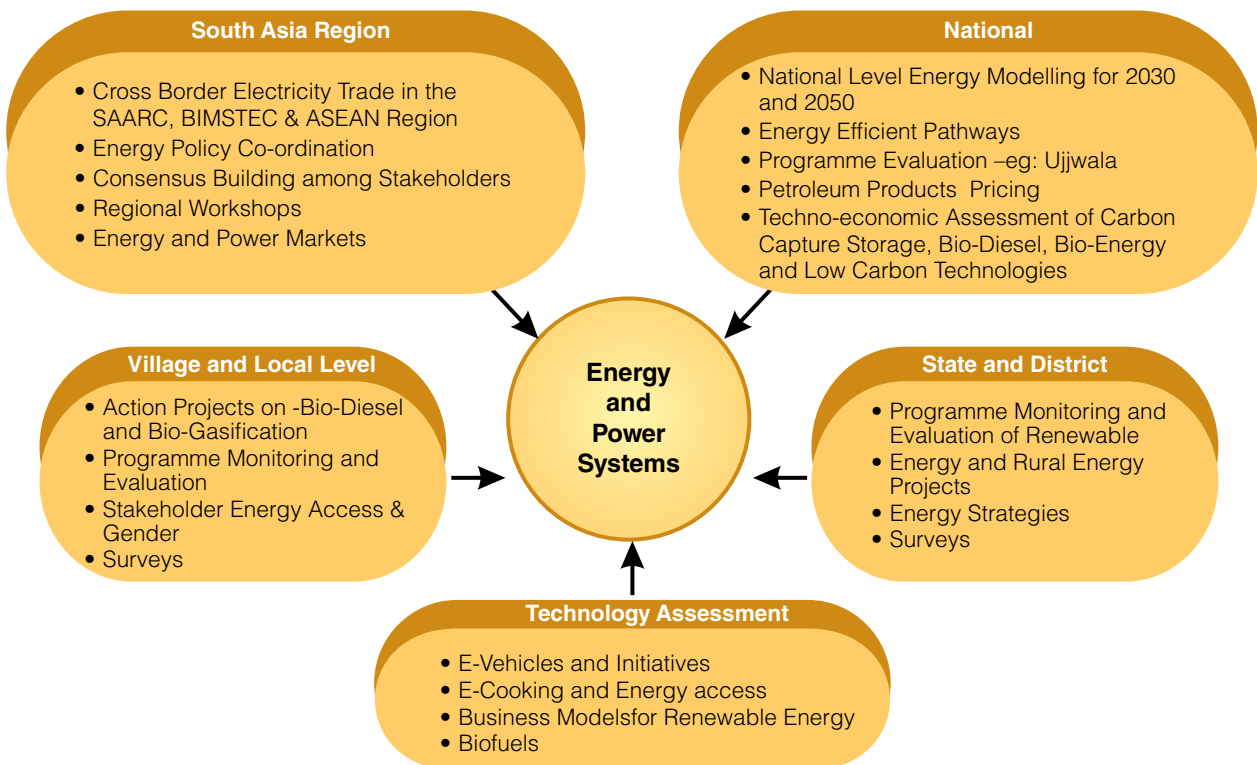 South Asia Region
• Cross Border Electricity Trade in the
SAARC, BIMSTEC & ASEAN Region
• Energy Policy Co-ordination
• Consensus Building among Stakeholders
• Regional Workshops
• Energy and Power Markets
National
• National Level Energy Modelling for 2030
and 2050
• Energy Efficient Pathways
• Programme Evaluation –eg: Ujjwala
• Petroleum Products  Pricing
• Techno-economic Assessment of Carbon
Capture Storage, Bio-Diesel, Bio-Energy
and Low Carbon Technologies
Village and Local Level
• Action Projects on -Bio-Diesel
and Bio-Gasification
• Programme Monitoring and
Evaluation
• Stakeholder Energy Access &
Gender
• Surveys
Energy
and
Power
Systems
State and District
• Programme Monitoring and
Evaluation of Renewable
• Energy and Rural Energy
Projects
• Energy Strategies
• Surveys
Technology Assessment
• E-Vehicles and Initiatives
• E-Cooking and Energy access
• Business Modelsfor Renewable Energy
• Biofuels